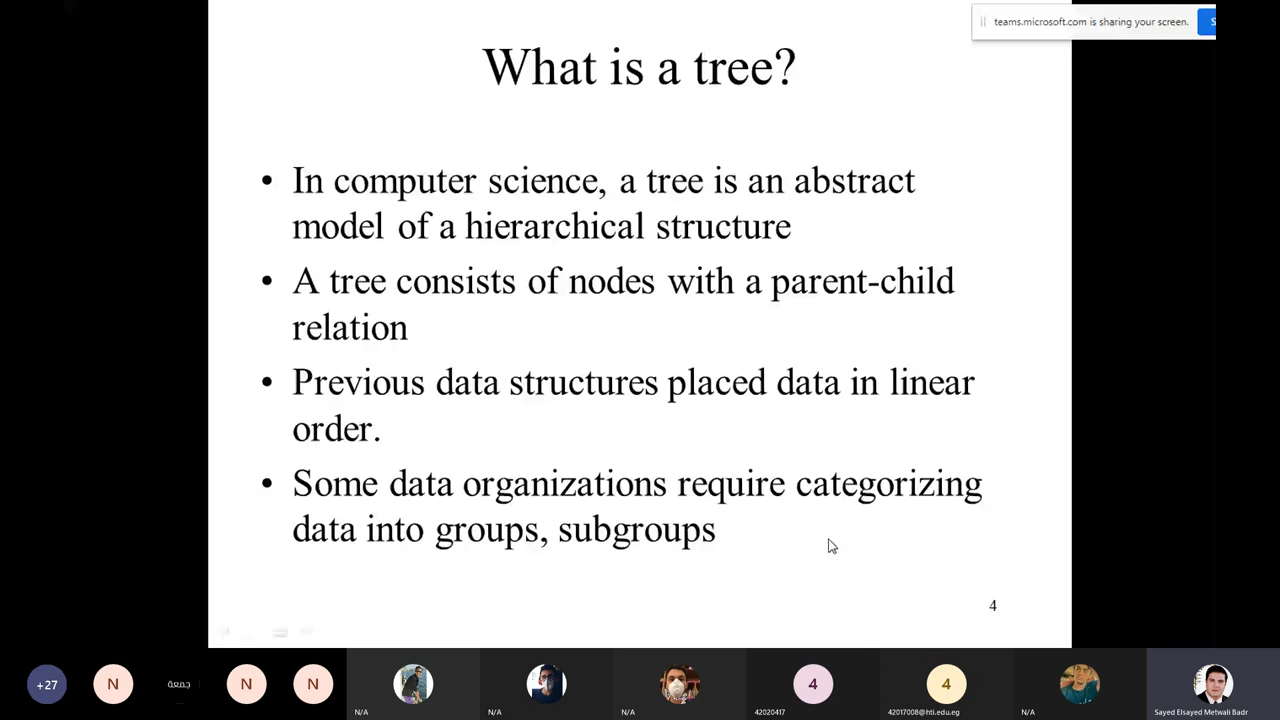 teams.microsoft.com is sharing your screen.
S
What is a tree?
• In computer science, a tree is an abstract
model of a hierarchical structure
• A tree consists of nodes with a parent-child
relation
• Previous data structures placed data in linear
order.
• Some data organizations require categorizing
data into groups, subgroups
4
+27
N
جمعة
N
N
N/A
N/A
N/A
4
42020417
4
42017008@hti.edu.eg
N/A
Sayed Elsayed Metwali Badr